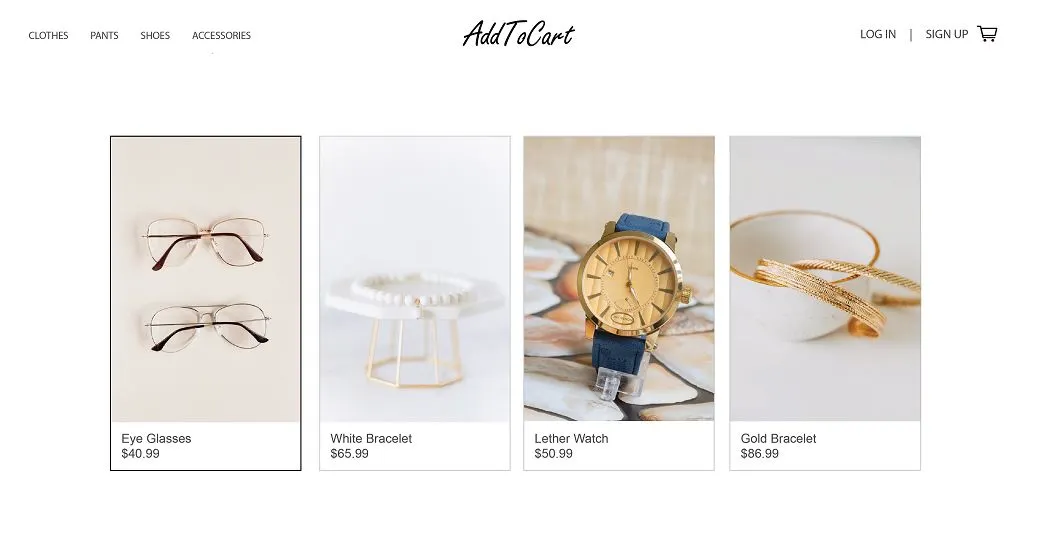 CLOTHES PANTS SHOES ACCESSORIES
AddToCart
LOG IN | SIGN UP
Eye Glasses
$40.99
White Bracelet
$65.99
Lether Watch
$50.99
Gold Bracelet
$86.99